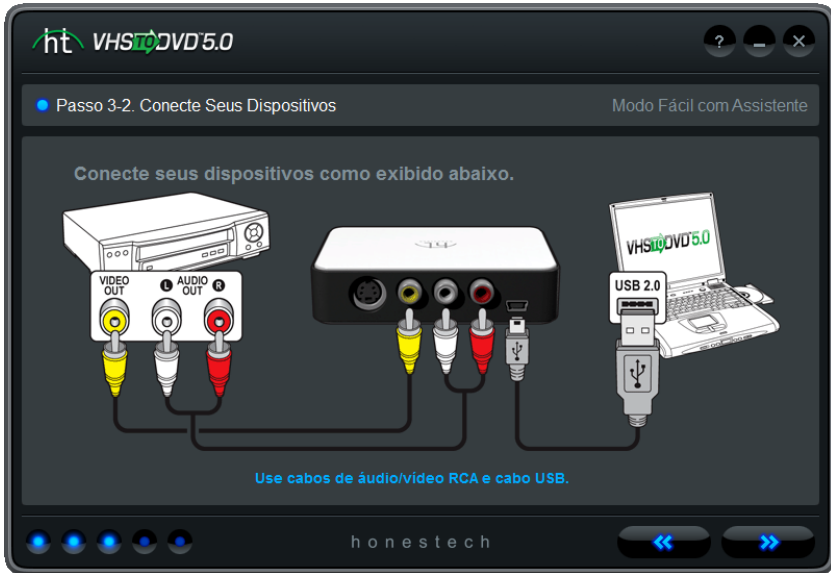 ht VHS TO DVD 5.0
?
Passo 3-2. Conecte Seus Dispositivos
Modo Fácil com Assistente
Conecte seus dispositivos como exibido abaixo.
VIDEO OUT
L AUDIO OUT R
ht
VHS TO DVD 5.0
USB 2.0
Use cabos de áudio/vídeo RCA e cabo USB.
honestech